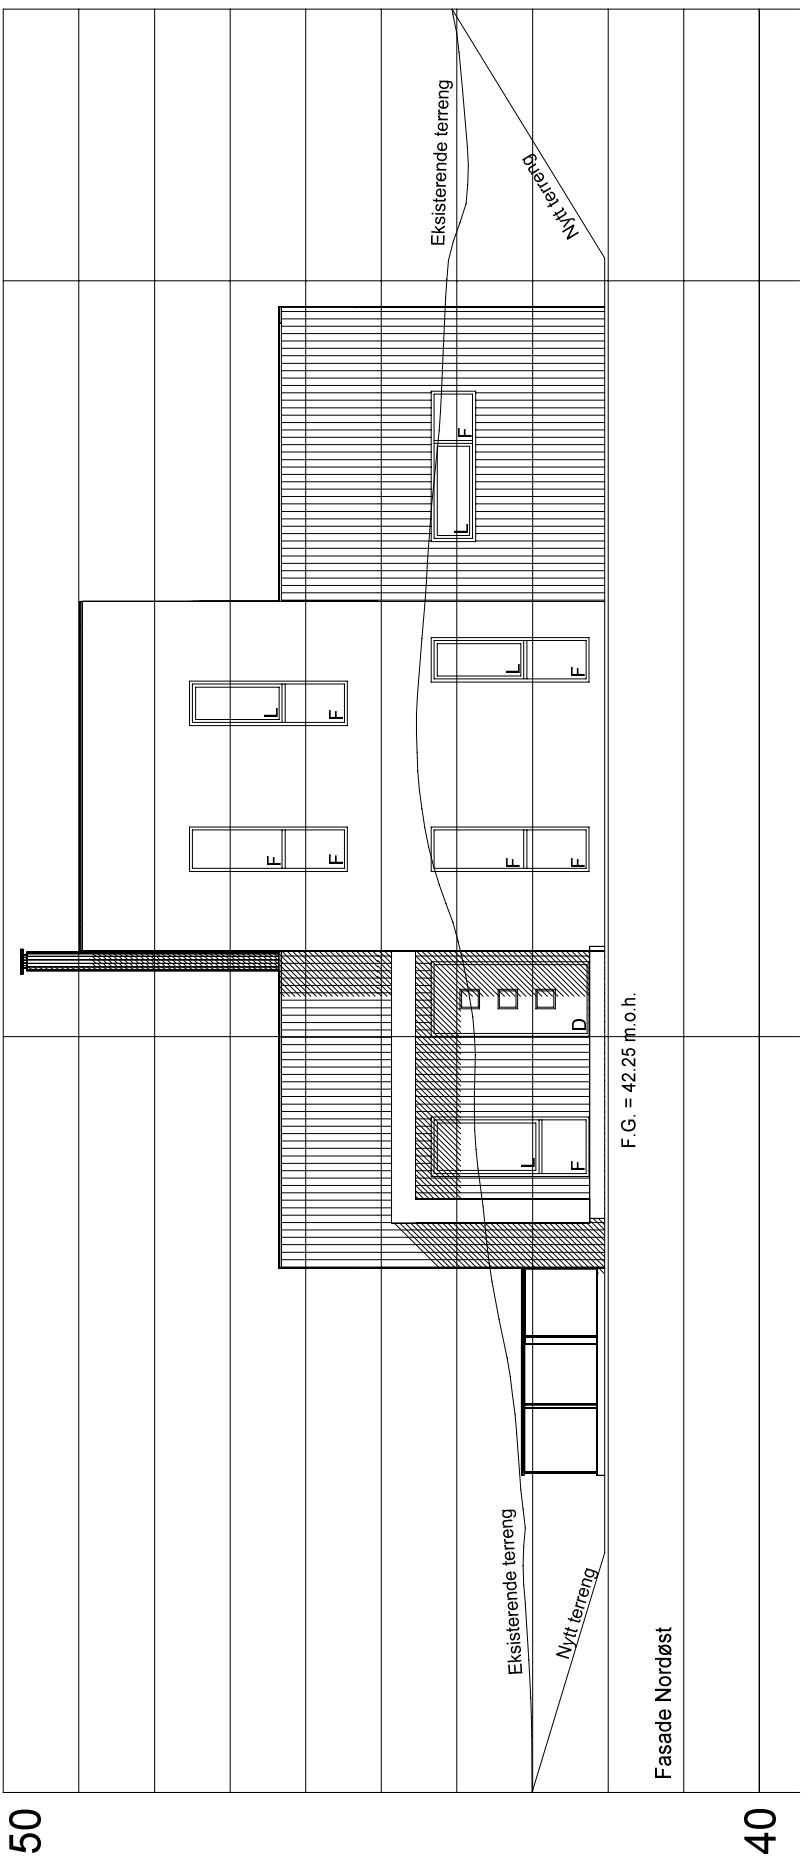 50
40
Eksisterende terreng
Nytt terreng
Eksisterende terreng
Nytt terreng
F
F
L
F
F
F
L
F
L
F
F
F
L
F
L
F
D
F.G. = 42.25 m.o.h.
Fasade Nordøst